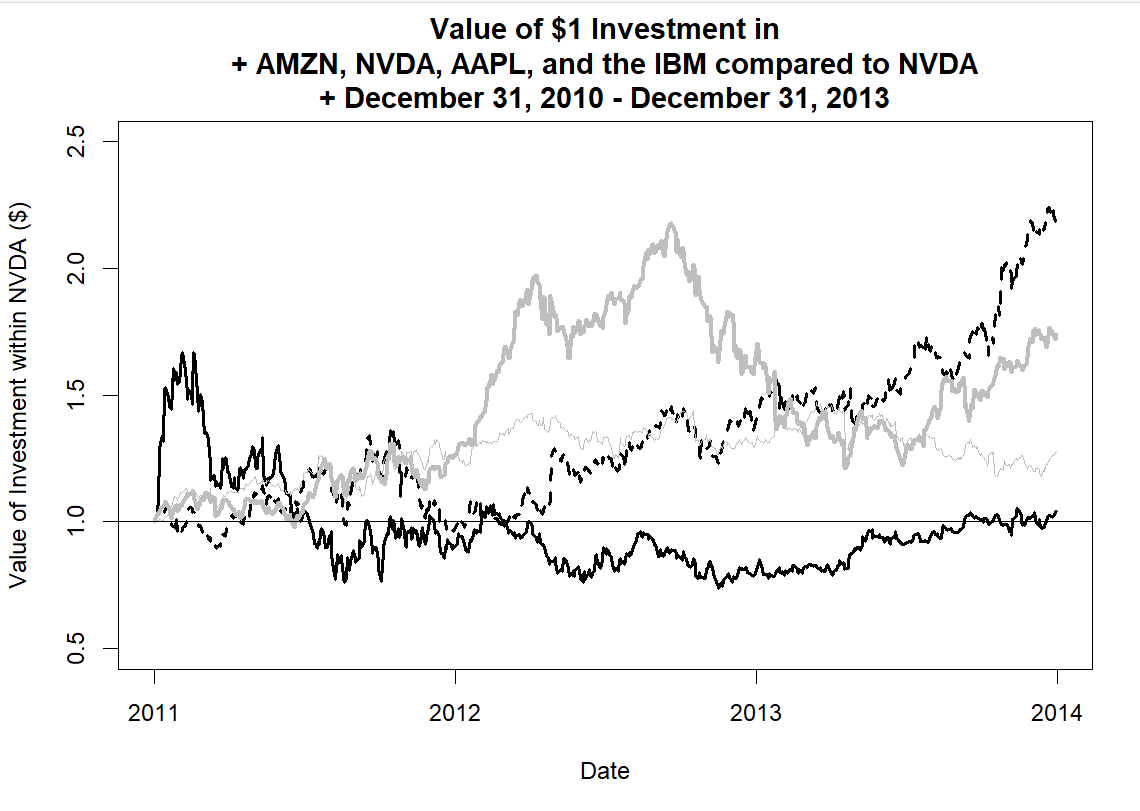 Value of $1 Investment in
+ AMZN, NVDA, AAPL, and the IBM compared to NVDA
+ December 31, 2010 - December 31, 2013
Value of Investment within NVDA ($)
2.5
2.0
1.5
1.0
0.5
2011 2012 2013 2014
Date